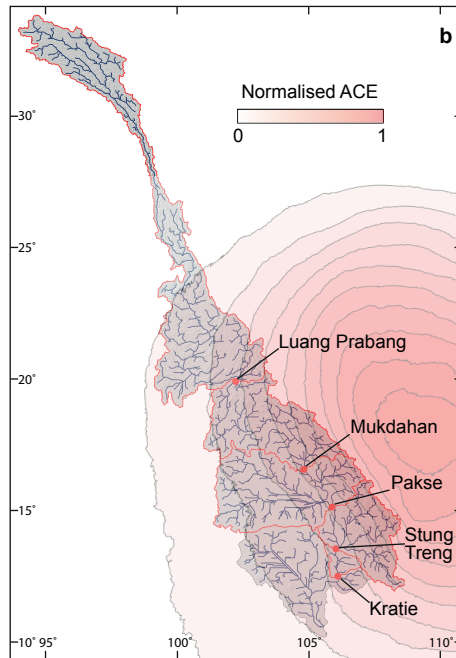 b
Normalised ACE
0 1
30°
25°
Luang Prabang
20°
Mukdahan
Pakse
15°
Stung
Treng
Kratie
10° 95° 100° 105° 110°